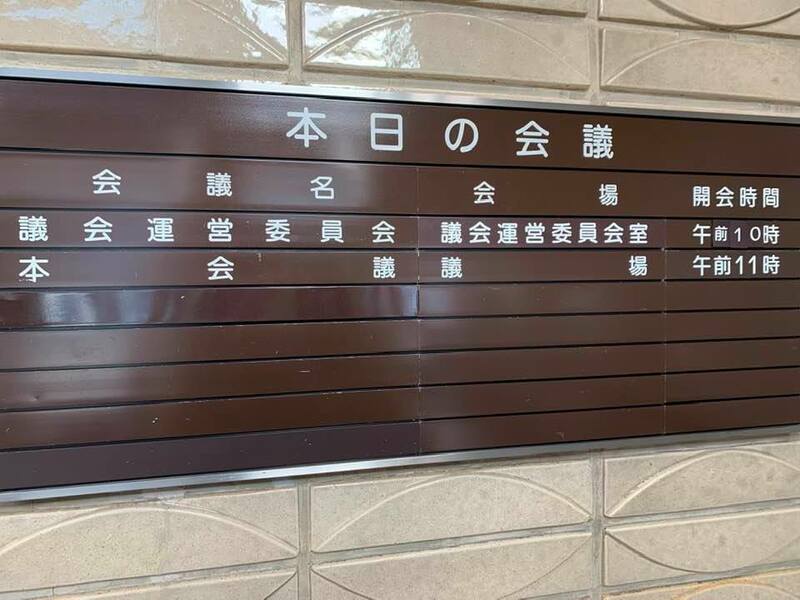 本日の会議
会議名 会場 開会時間
議会運営委員会 議会運営委員会室 午前１０時
本会議 議場 午前11時